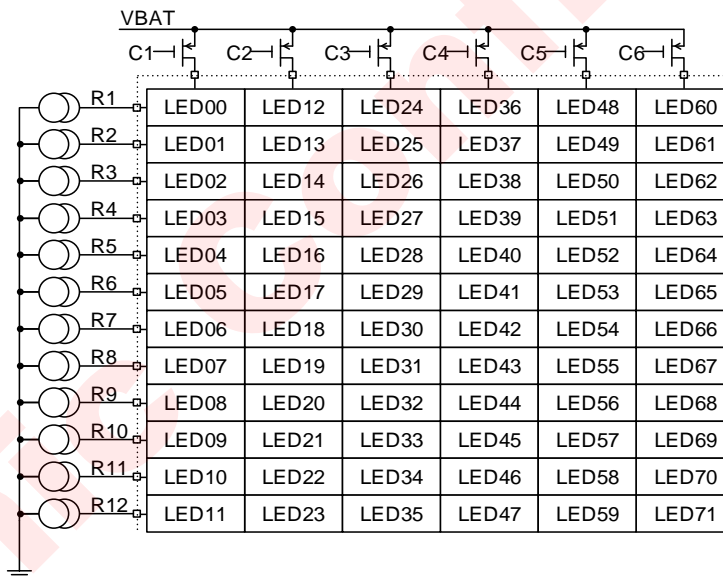 VBAT
C1 C2 C3 C4 C5 C6
R1 LED00 LED12 LED24 LED36 LED48 LED60
R2 LED01 LED13 LED25 LED37 LED49 LED61
R3 LED02 LED14 LED26 LED38 LED50 LED62
R4 LED03 LED15 LED27 LED39 LED51 LED63
R5 LED04 LED16 LED28 LED40 LED52 LED64
R6 LED05 LED17 LED29 LED41 LED53 LED65
R7 LED06 LED18 LED30 LED42 LED54 LED66
R8 LED07 LED19 LED31 LED43 LED55 LED67
R9 LED08 LED20 LED32 LED44 LED56 LED68
R10 LED09 LED21 LED33 LED45 LED57 LED69
R11 LED10 LED22 LED34 LED46 LED58 LED70
R12 LED11 LED23 LED35 LED47 LED59 LED71